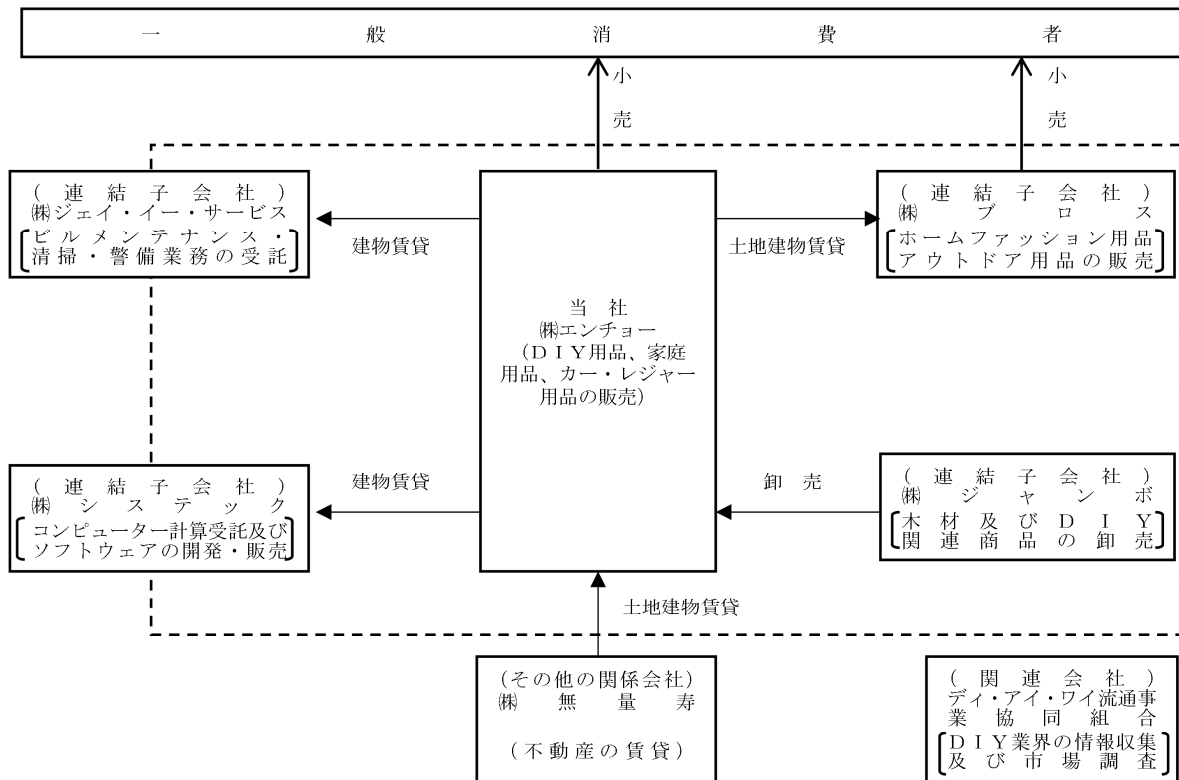 一般消費者
小売
小売
(連結子会社)
㈱ジェイ・イー・サービス
ビルメンテナンス・
清掃・警備業務の受託
建物賃貸
当社
㈱エンチョー
(DIY用品、家庭
用品、カー・レジャー
用品の販売)
土地建物賃貸
(連結子会社)
㈱ブロス
ホームファッション用品
アウトドア用品の販売
(連結子会社)
㈱システック
コンピューター計算受託及び
ソフトウェアの開発・販売
建物賃貸
卸売
(連結子会社)
㈱ジャンボ
木材及びDIY
関連商品の卸売
土地建物賃貸
(その他の関係会社)
㈱無量寿
(不動産の賃貸)
(関連会社)
ディ・アイ・ワイ流通事
業協同組合
DIY業界の情報収集
及び市場調査